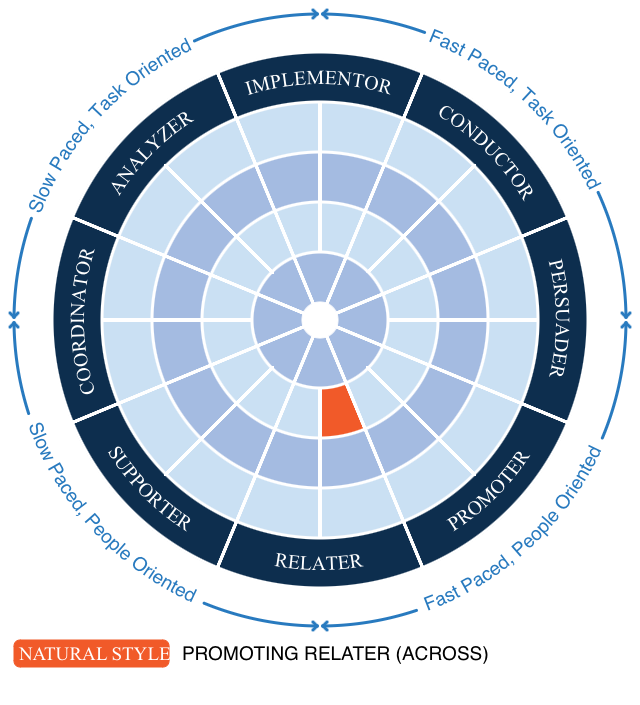 Slow Paced, Task Oriented
Fast Paced, Task Oriented
IMPLEMENTOR
ANALYZER
CONDUCTOR
COORDINATOR
PERSUADER
SUPPORTER
PROMOTER
RELATER
Slow Paced, People Oriented
Fast Paced, People Oriented
NATURAL STYLE PROMOTING RELATER (ACROSS)